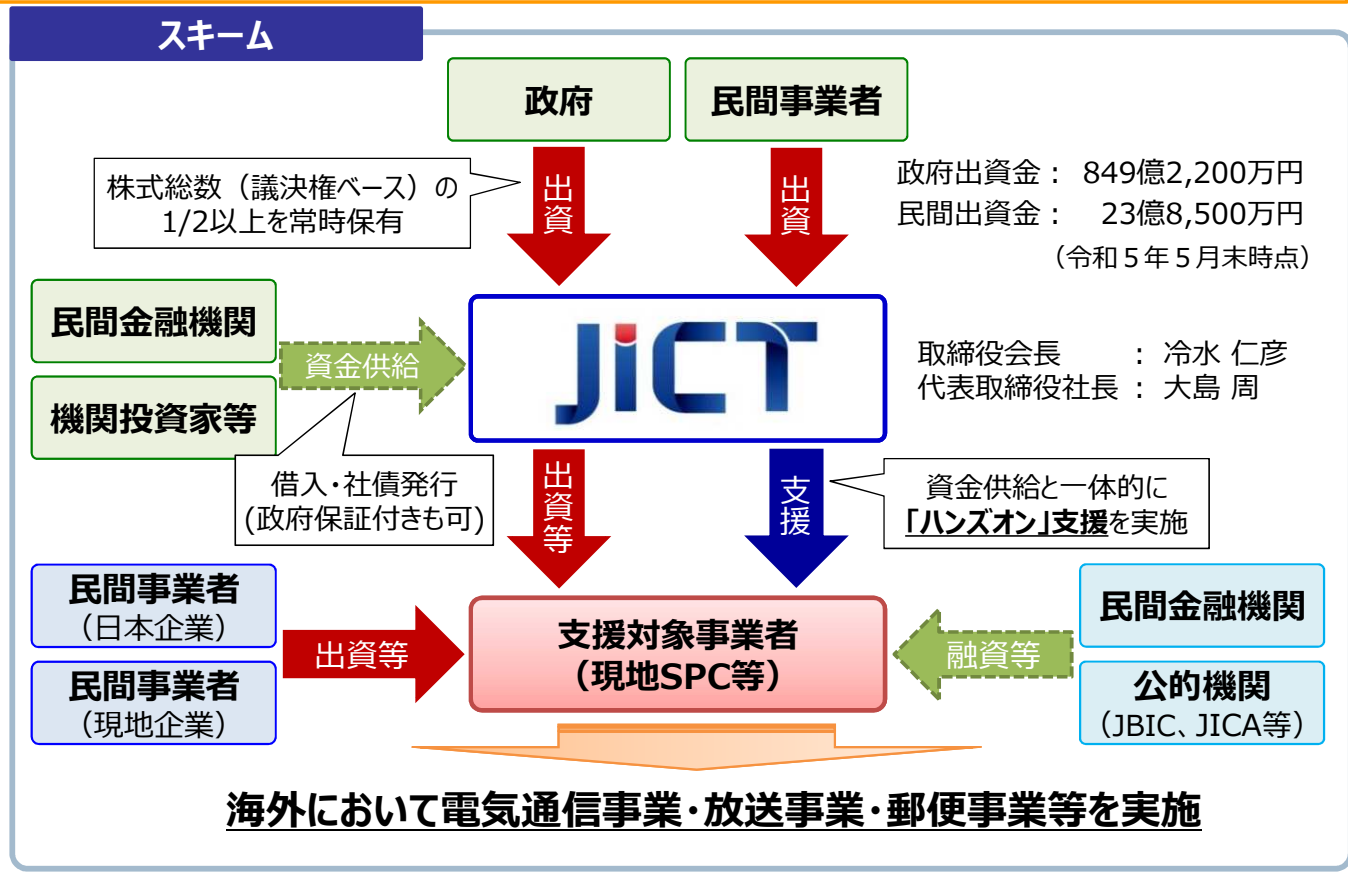 スキーム
政府
民間事業者
株式総数（議決権ベース）の
1/2以上を常時保有
出資
出資
政府出資金： 849億2,200万円
民間出資金： 23億8,500万円
（令和５年５月末時点）
民間金融機関
機関投資家等
資金供給
JiCT
取締役会長 ： 冷水 仁彦
代表取締役社長 ： 大島 周
借入・社債発行
(政府保証付きも可)
出資等
支援
資金供給と一体的に
「ハンズオン」支援を実施
民間事業者
（日本企業）
民間事業者
（現地企業）
出資等
支援対象事業者
（現地SPC等）
融資等
民間金融機関
公的機関
（JBIC、JICA等）
海外において電気通信事業・放送事業・郵便事業等を実施